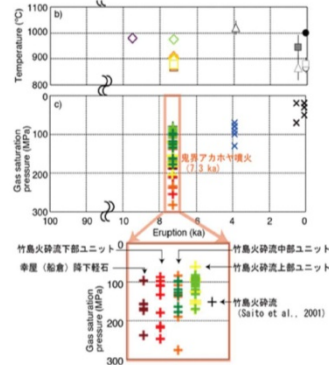 b)
Temperature (°C)
1100
1000
900
800
c)
Gas saturation
pressure (MPa)
0
100
200
300
鬼界アカホヤ噴火
(7.3 ka)
100 10 8 6 4 2 0
Eruption (ka)
竹島火砕流下部ユニット
竹島火砕流中部ユニット
幸屋（船倉）降下軽石
竹島火砕流上部ユニット
竹島火砕流
(Saito et al., 2001)
Gas saturation
pressure (MPa)
0
100
200
300